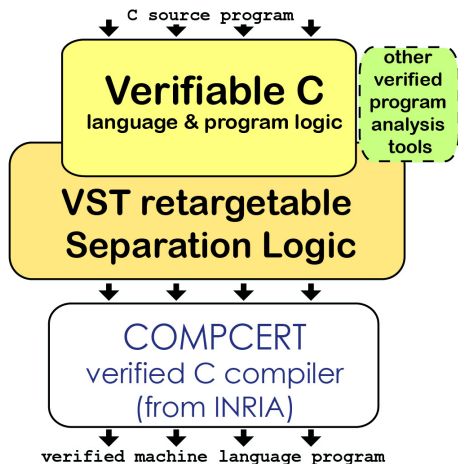 C source program
Verifiable C
language & program logic
other
verified
program
analysis
tools
VST retargetable
Separation Logic
COMPCERT
verified C compiler
(from INRIA)
verified machine language program